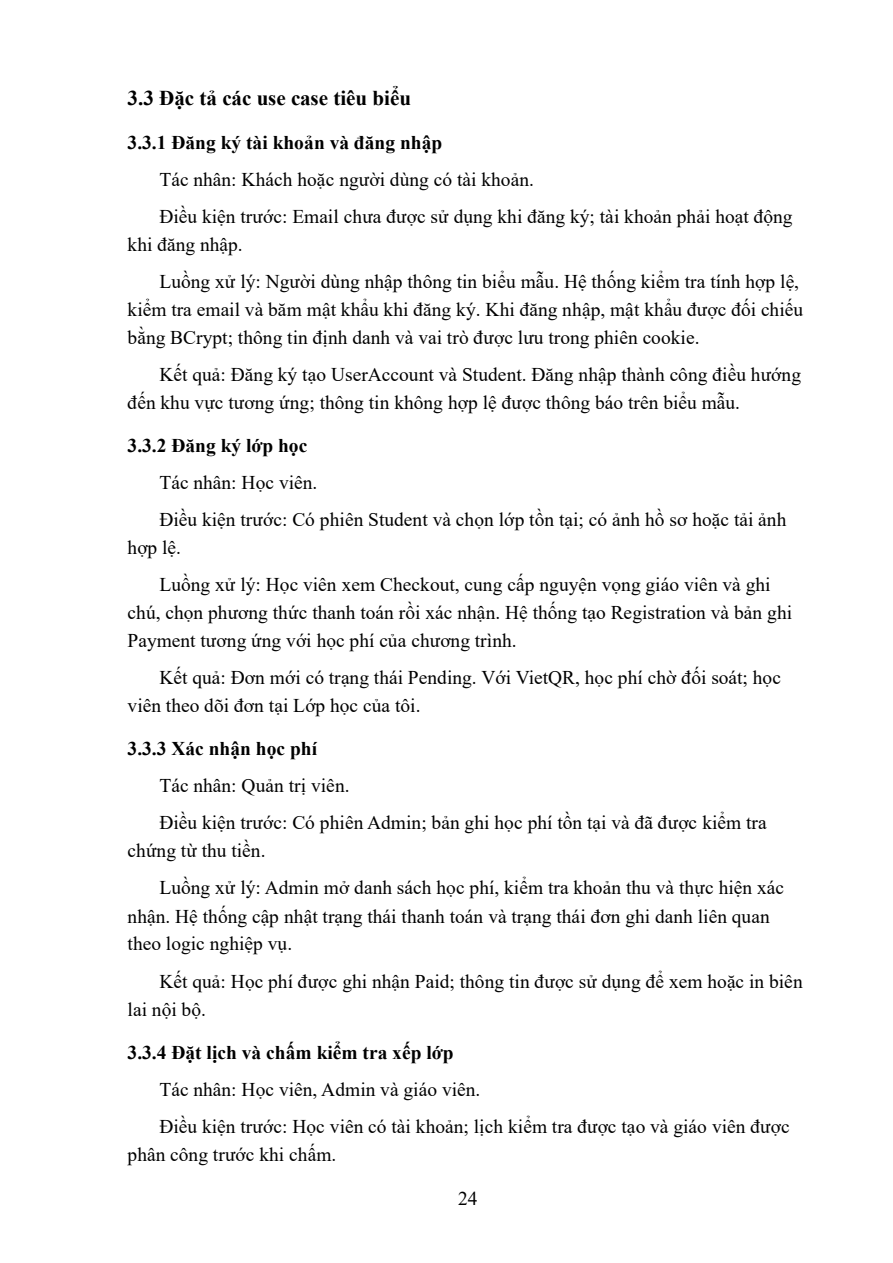 3.3 Đặc tả các use case tiêu biểu
3.3.1 Đăng ký tài khoản và đăng nhập
Tác nhân: Khách hoặc người dùng có tài khoản.
Điều kiện trước: Email chưa được sử dụng khi đăng ký; tài khoản phải hoạt động
khi đăng nhập.
Luồng xử lý: Người dùng nhập thông tin biểu mẫu. Hệ thống kiểm tra tính hợp lệ,
kiểm tra email và băm mật khẩu khi đăng ký. Khi đăng nhập, mật khẩu được đối chiếu
bằng BCrypt; thông tin định danh và vai trò được lưu trong phiên cookie.
Kết quả: Đăng ký tạo UserAccount và Student. Đăng nhập thành công điều hướng
đến khu vực tương ứng; thông tin không hợp lệ được thông báo trên biểu mẫu.
3.3.2 Đăng ký lớp học
Tác nhân: Học viên.
Điều kiện trước: Có phiên Student và chọn lớp tồn tại; có ảnh hồ sơ hoặc tải ảnh
hợp lệ.
Luồng xử lý: Học viên xem Checkout, cung cấp nguyện vọng giáo viên và ghi
chú, chọn phương thức thanh toán rồi xác nhận. Hệ thống tạo Registration và bản ghi
Payment tương ứng với học phí của chương trình.
Kết quả: Đơn mới có trạng thái Pending. Với VietQR, học phí chờ đối soát; học
viên theo dõi đơn tại Lớp học của tôi.
3.3.3 Xác nhận học phí
Tác nhân: Quản trị viên.
Điều kiện trước: Có phiên Admin; bản ghi học phí tồn tại và đã được kiểm tra
chứng từ thu tiền.
Luồng xử lý: Admin mở danh sách học phí, kiểm tra khoản thu và thực hiện xác
nhận. Hệ thống cập nhật trạng thái thanh toán và trạng thái đơn ghi danh liên quan
theo logic nghiệp vụ.
Kết quả: Học phí được ghi nhận Paid; thông tin được sử dụng để xem hoặc in biên
lai nội bộ.
3.3.4 Đặt lịch và chấm kiểm tra xếp lớp
Tác nhân: Học viên, Admin và giáo viên.
Điều kiện trước: Học viên có tài khoản; lịch kiểm tra được tạo và giáo viên được
phân công trước khi chấm.
24